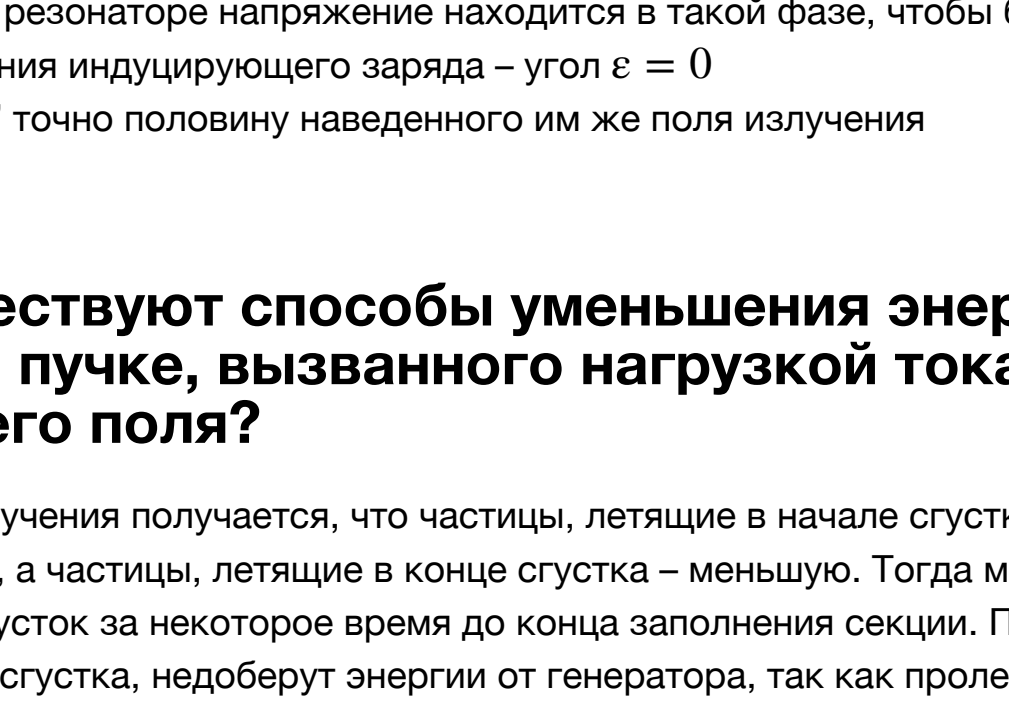 резонаторе напряжение находится в такой фазе, чтобы б
ния индуцирующего заряда – угол ε = 0
" точно половину наведенного им же поля излучения
ествуют способы уменьшения энер
пучке, вызванного нагрузкой тока
его поля?
учения получается, что частицы, летящие в начале сгустк
, а частицы, летящие в конце сгустка – меньшую. Тогда м
усток за некоторое время до конца заполнения секции. П
сгустка, недоберут энергии от генератора, так как проле